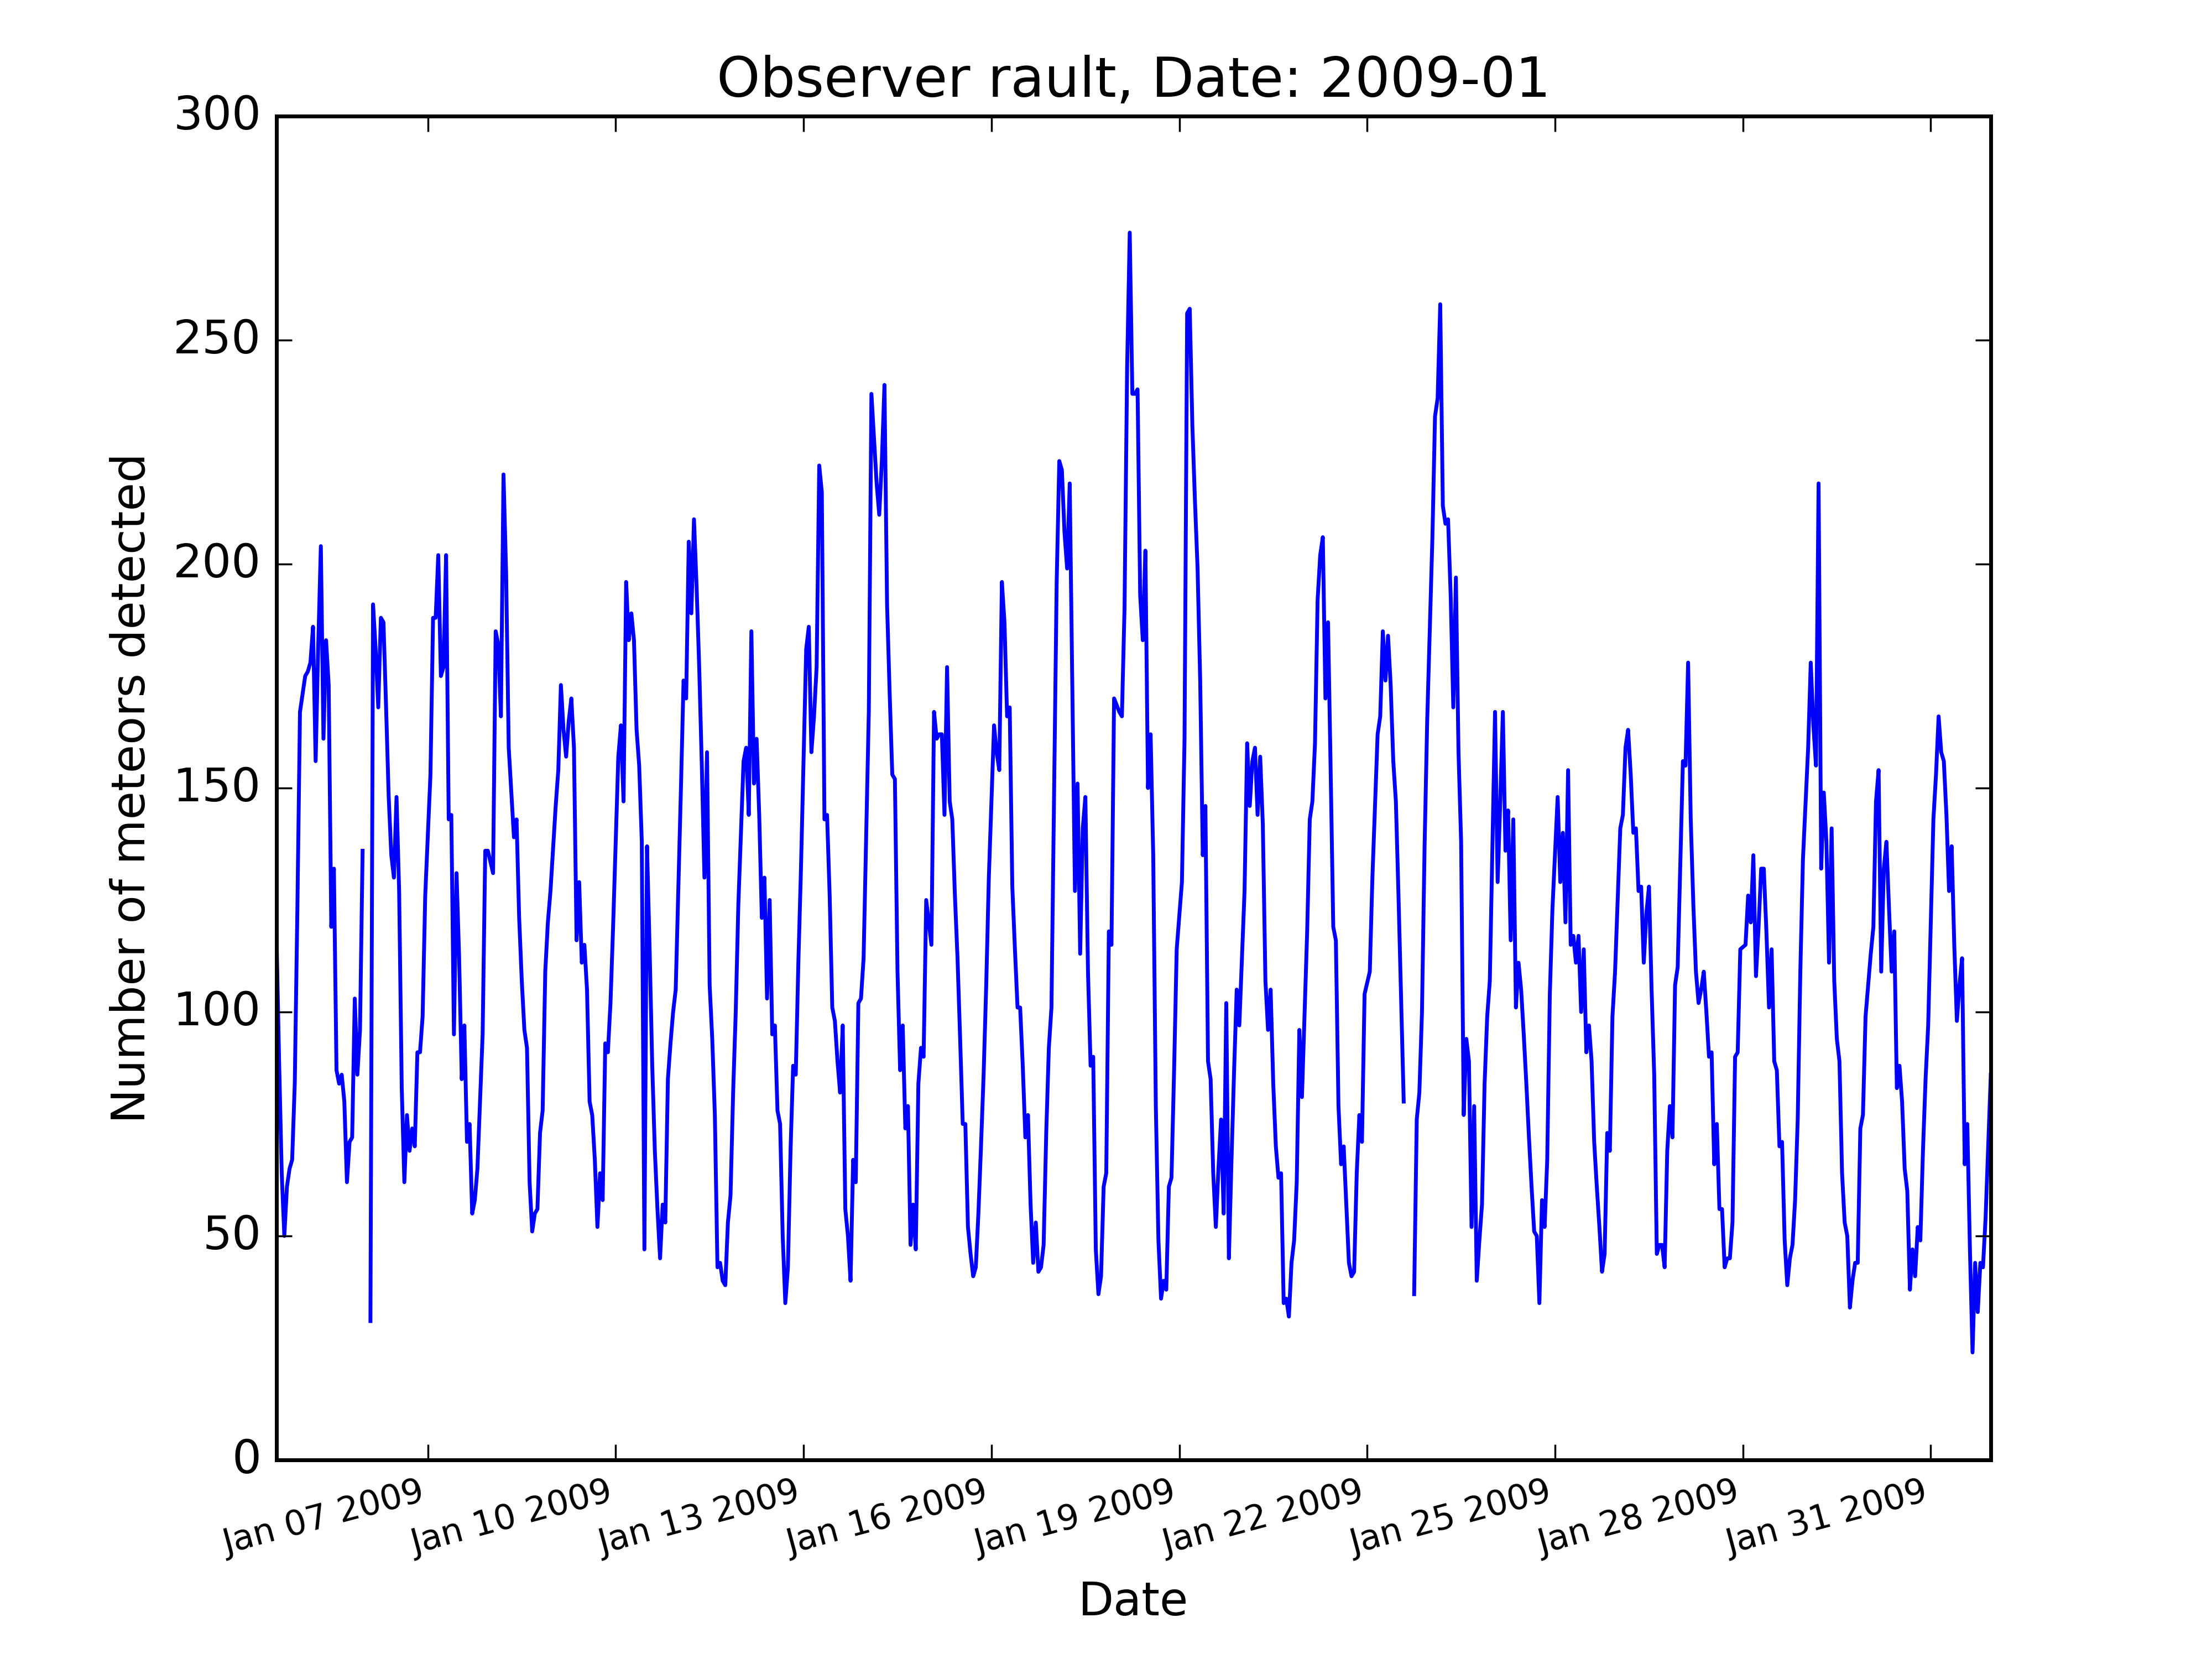 Observer rault, Date: 2009-01
300
250
200
150
100
50
0
Number of meteors detected
Jan 07 2009
Jan 10 2009
Jan 13 2009
Jan 16 2009
Jan 19 2009
Jan 22 2009
Jan 25 2009
Jan 28 2009
Jan 31 2009
Date